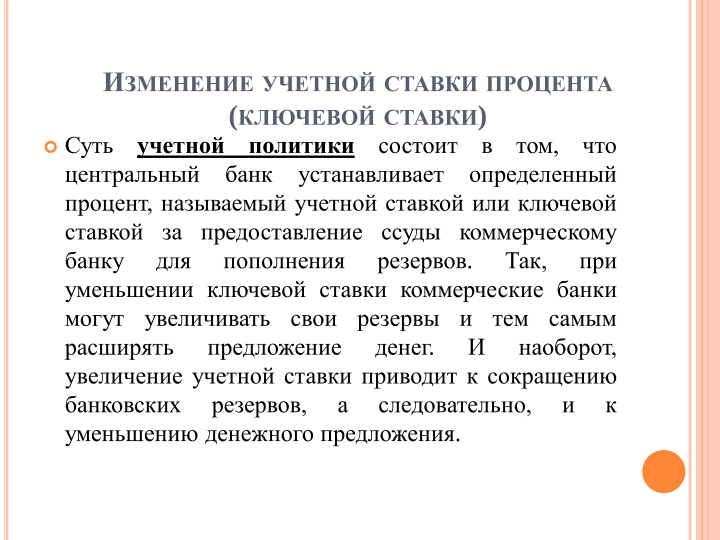 Изменение учетной ставки процента
(ключевой ставки)
Суть учетной политики состоит в том, что
центральный банк устанавливает определенный
процент, называемый учетной ставкой или ключевой
ставкой за предоставление ссуды коммерческому
банку для пополнения резервов. Так, при
уменьшении ключевой ставки коммерческие банки
могут увеличивать свои резервы и тем самым
расширять предложение денег. И наоборот,
увеличение учетной ставки приводит к сокращению
банковских резервов, а следовательно, и к
уменьшению денежного предложения.